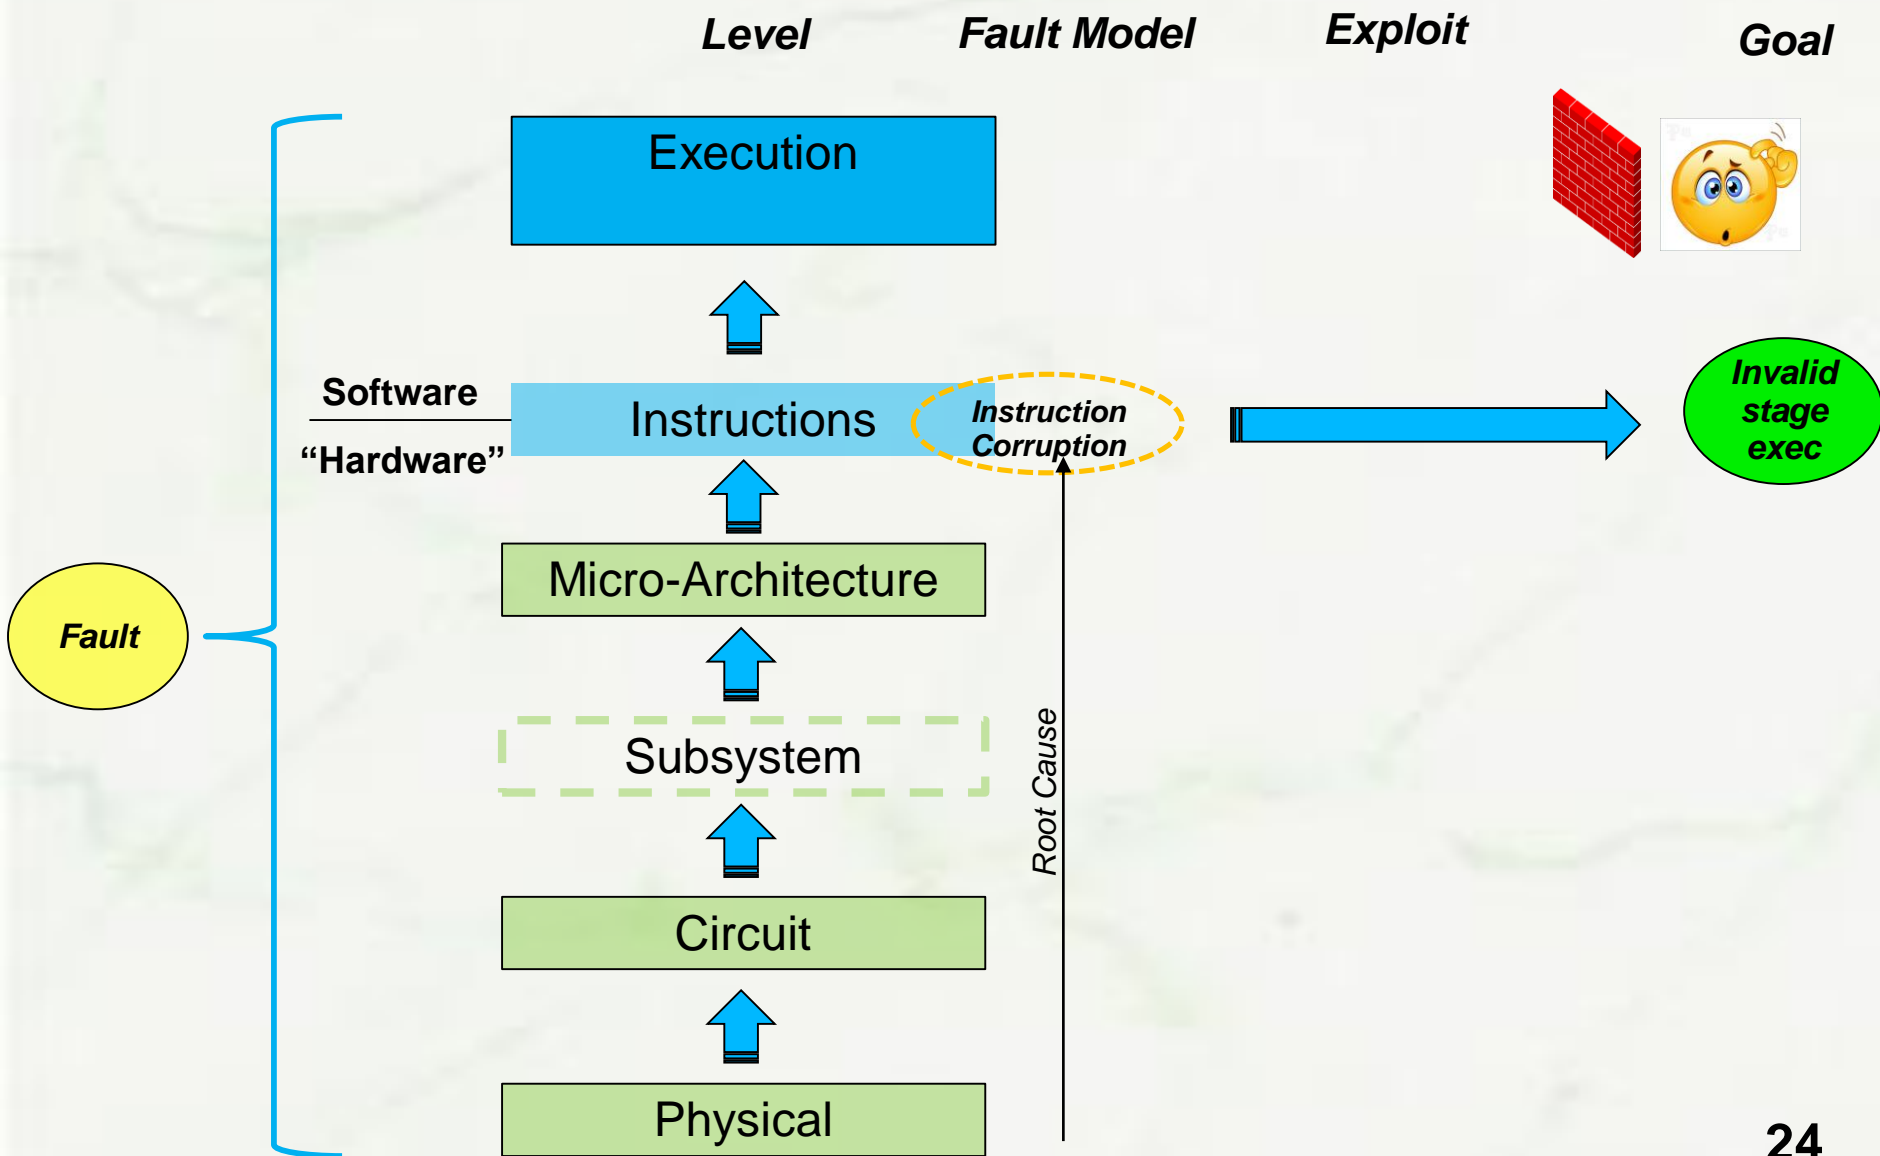 Level
Fault Model
Exploit
Goal
Execution
Software
“Hardware”
Instructions
Instruction
Corruption
Invalid
stage
exec
Micro-Architecture
Fault
Subsystem
Root Cause
Circuit
Physical
24